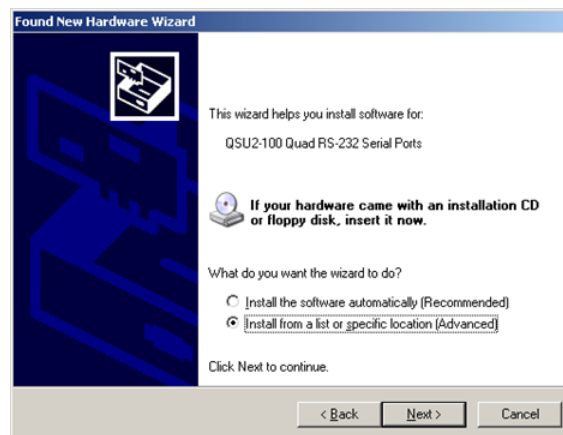 Found New Hardware Wizard
This wizard helps you install software for:
QSU2-100 Quad RS-232 Serial Ports
If your hardware came with an installation CD
or floppy disk, insert it now.
What do you want the wizard to do?
Install the software automatically (Recommended)
Install from a list or specific location (Advanced)
Click Next to continue.
< Back Next > Cancel